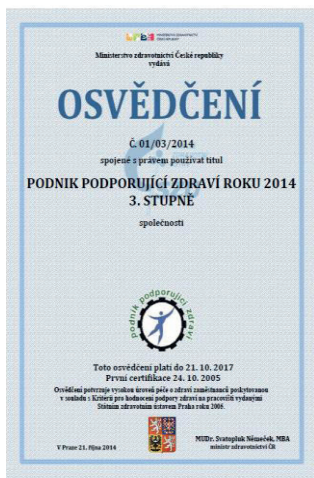 Ministerstvo zdravotnictví České republiky
vydává
OSVĚDČENÍ
Č. 01/03/2014
spojené s právem používat titul
PODNIK PODPORUJÍCÍ ZDRAVÍ ROKU 2014
3. STUPNĚ
společnosti
podnik podporující zdraví
Toto osvědčení platí do 21. 10. 2017
První certifikace 24. 10. 2005
Osvědčení potvrzuje vysokou úroveň péče o zdraví zaměstnanců poskytovanou
v souladu s Kritérii pro hodnocení podpory zdraví na pracovišti vydanými
Státním zdravotním ústavem Praha roku 2005.
V Praze 21. října 2014
MUDr. Svatopluk Němeček, MBA
ministr zdravotnictví ČR